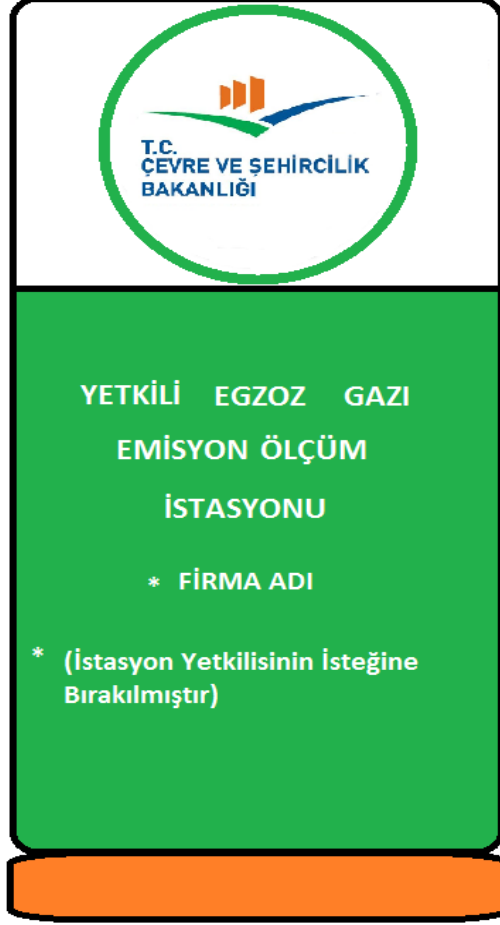 T.C.
ÇEVRE VE ŞEHİRCİLİK
BAKANLIĞI
YETKİLİ EGZOZ GAZI
EMİSYON ÖLÇÜM
İSTASYONU
* FİRMA ADI
* (İstasyon Yetkilisinin İsteğine
Bırakılmıştır)